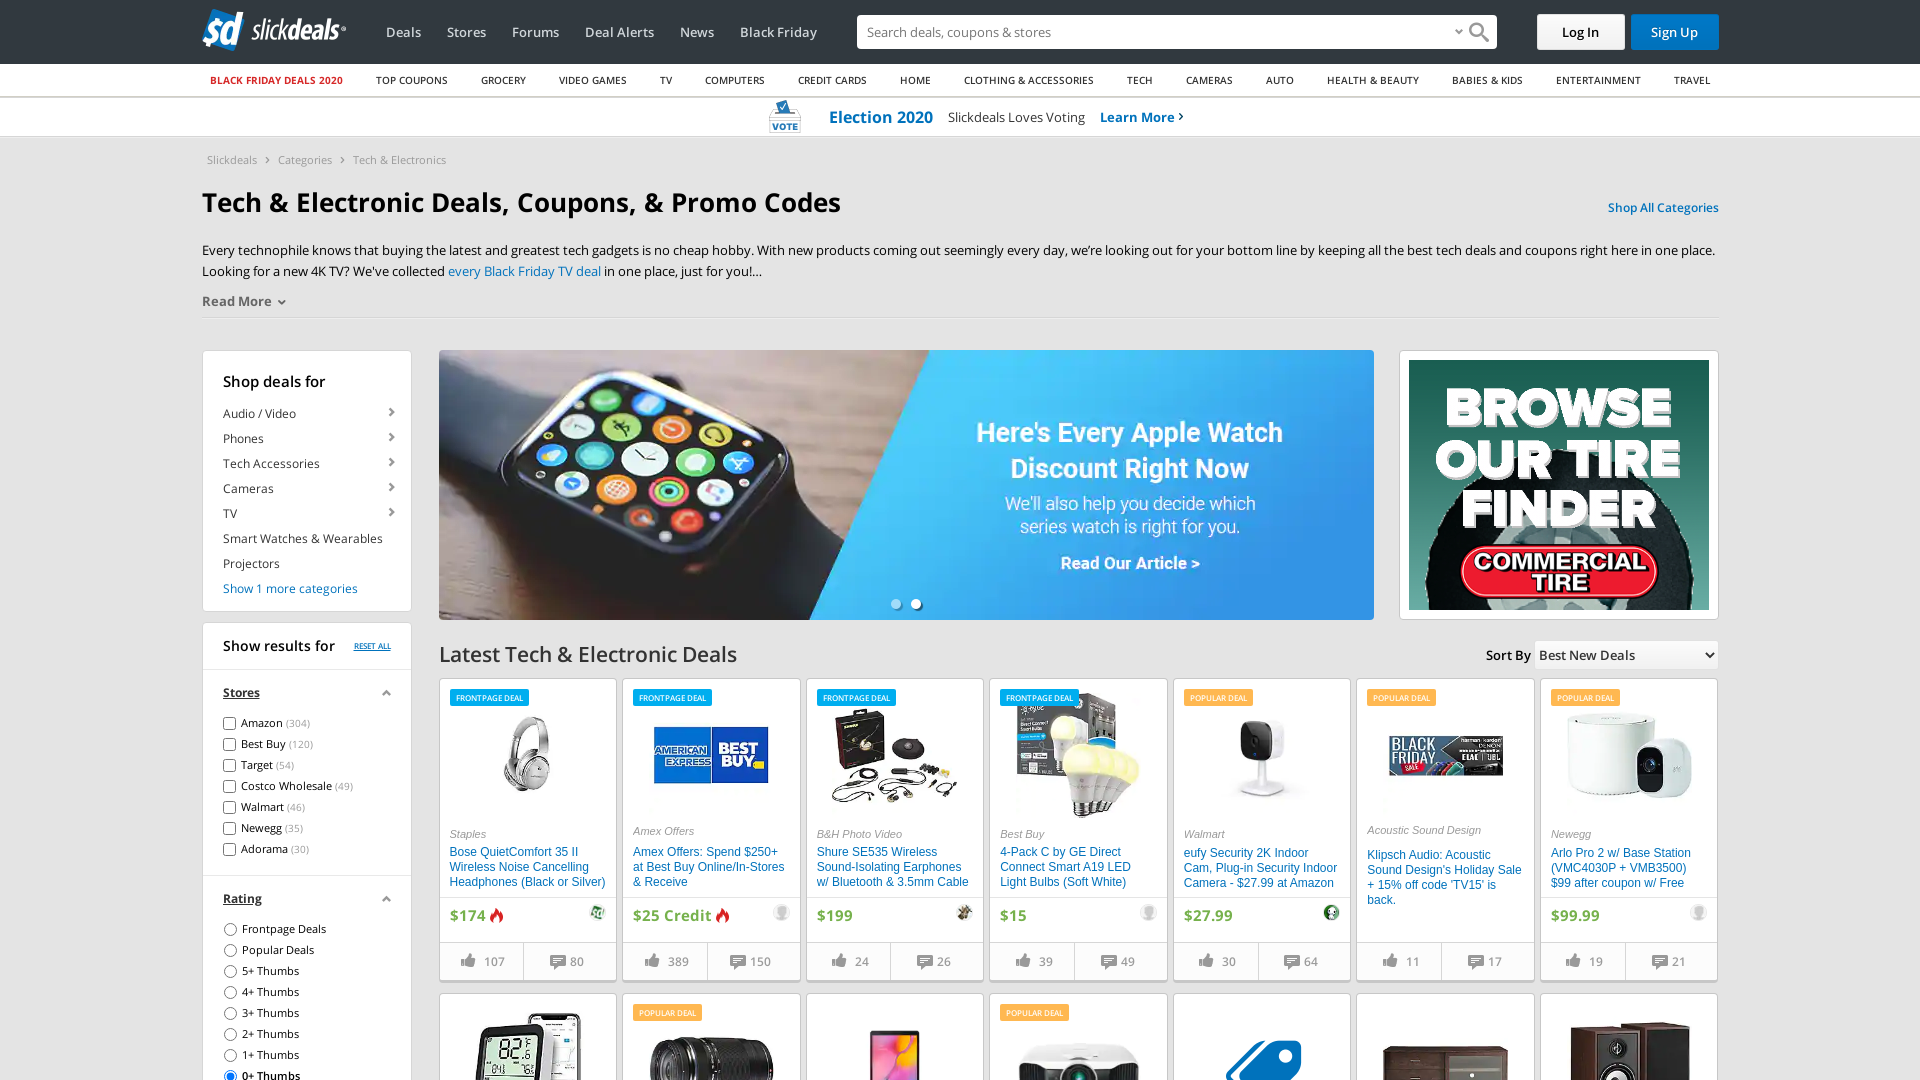 slickdeals
Deals
Stores
Forums
Deal Alerts
News
Black Friday
Search deals, coupons & stores
Log In
Sign Up
BLACK FRIDAY DEALS 2020
TOP COUPONS
GROCERY
VIDEO GAMES
TV
COMPUTERS
CREDIT CARDS
HOME
CLOTHING & ACCESSORIES
TECH
CAMERAS
AUTO
HEALTH & BEAUTY
BABIES & KIDS
ENTERTAINMENT
TRAVEL
VOTE
Election 2020
Slickdeals Loves Voting
Learn More
Slickdeals
Categories
Tech & Electronics
Tech & Electronic Deals, Coupons, & Promo Codes
Shop All Categories
Every technophile knows that buying the latest and greatest tech gadgets is no cheap hobby. With new products coming out seemingly every day, we’re looking out for your bottom line by keeping all the best tech deals and coupons right here in one place.
Looking for a new 4K TV? We've collected every Black Friday TV deal in one place, just for you!…
Read More
Shop deals for
Audio / Video
Phones
Tech Accessories
Cameras
TV
Smart Watches & Wearables
Projectors
Show 1 more categories
Here's Every Apple Watch
Discount Right Now
We'll also help you decide which
series watch is right for you.
Read Our Article >
BROWSE
OUR TIRE
FINDER
COMMERCIAL
TIRE
Show results for
RESET ALL
Stores
Amazon (304)
Best Buy (120)
Target (54)
Costco Wholesale (49)
Walmart (46)
Newegg (35)
Adorama (30)
Rating
Frontpage Deals
Popular Deals
5+ Thumbs
4+ Thumbs
3+ Thumbs
2+ Thumbs
1+ Thumbs
0+ Thumbs
Latest Tech & Electronic Deals
Sort By
Best New Deals
FRONTPAGE DEAL
Staples
Bose QuietComfort 35 II
Wireless Noise Cancelling
Headphones (Black or Silver)
$174
107
80
FRONTPAGE DEAL
AMERICAN
EXPRESS
BEST
BUY
Amex Offers
Amex Offers: Spend $250+
at Best Buy Online/In-Stores
& Receive
$25 Credit
389
150
FRONTPAGE DEAL
B&H Photo Video
Shure SE535 Wireless
Sound-Isolating Earphones
w/ Bluetooth & 3.5mm Cable
$199
24
26
FRONTPAGE DEAL
Best Buy
4-Pack C by GE Direct
Connect Smart A19 LED
Light Bulbs (Soft White)
$15
39
49
POPULAR DEAL
Walmart
eufy Security 2K Indoor
Cam, Plug-in Security Indoor
Camera - $27.99 at Amazon
$27.99
30
64
POPULAR DEAL
BLACK
FRIDAY
SALE
harman/kardon
DENON
JBL
Acoustic Sound Design
Klipsch Audio: Acoustic
Sound Design's Holiday Sale
+ 15% off code 'TV15' is
back.
11
17
POPULAR DEAL
Newegg
Arlo Pro 2 w/ Base Station
(VMC4030P + VMB3500)
$99 after coupon w/ Free
$99.99
19
21
82
POPULAR DEAL
POPULAR DEAL